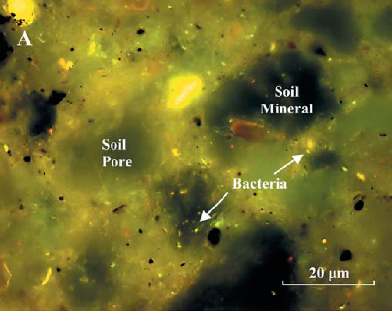 A
Soil
Mineral
Soil
Pore
Bacteria
20 µm